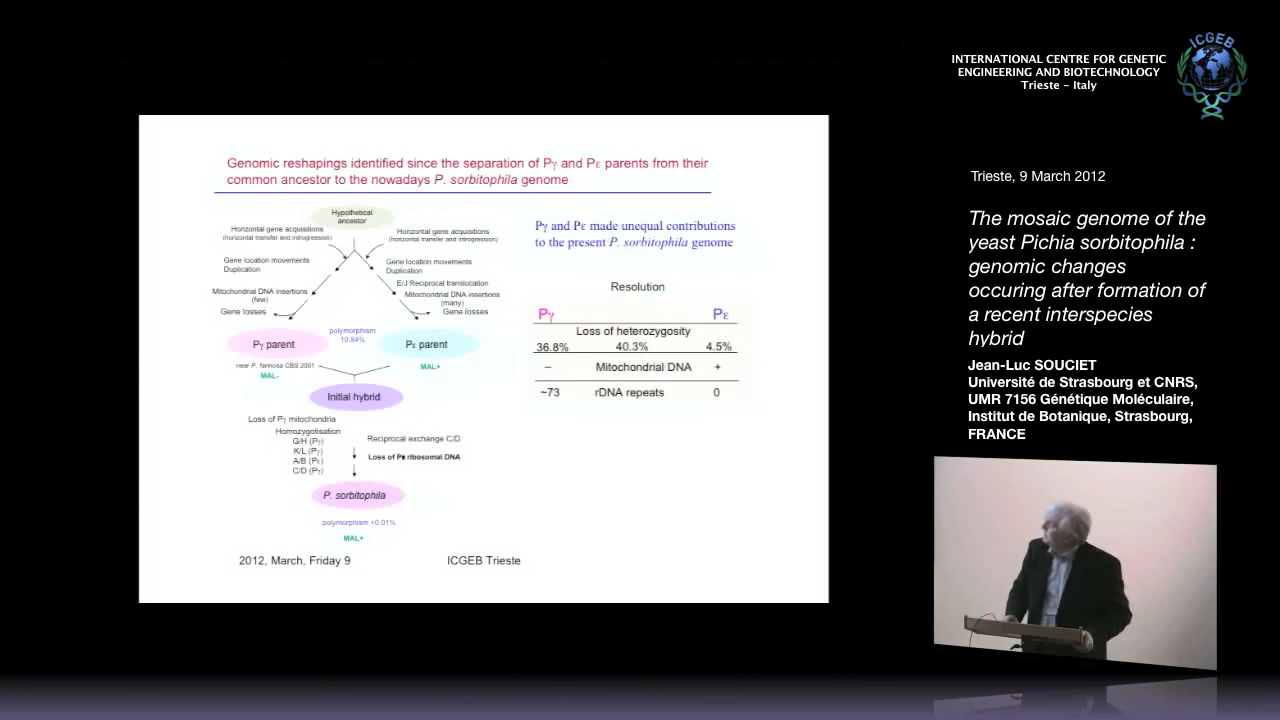 ICGEB
INTERNATIONAL CENTRE FOR GENETIC
ENGINEERING AND BIOTECHNOLOGY
Trieste - Italy
Trieste, 9 March 2012
The mosaic genome of the
yeast Pichia sorbitophila :
genomic changes
occuring after formation of
a recent interspecies
hybrid
Jean-Luc SOUCIET
Université de Strasbourg et CNRS,
UMR 7156 Génétique Moléculaire,
Institut de Botanique, Strasbourg,
FRANCE
Genomic reshapings identified since the separation of Pγ and Pε parents from their
common ancestor to the nowadays P. sorbitophila genome
Hypothetical
ancestor
Horizontal gene acquisitions
(horizontal transfer and introgression)
Gene location movements
Duplication
Mitochondrial DNA insertions
(few)
Gene losses
Horizontal gene acquisitions
(horizontal transfer and introgression)
Gene location movements
Duplication
E/J Reciprocal translocation
Mitochondrial DNA insertions
(many)
Gene losses
Pγ parent
polymorphism
10.84%
Pε parent
near P. farinosa CBS 2001
MAL-
MAL+
Initial hybrid
Loss of Pγ mitochondria
Homozygotisation
G/H (Pγ)
K/L (Pγ)
A/B (Pε)
C/D (Pγ)
Reciprocal exchange C/D
Loss of Pε ribosomal DNA
P. sorbitophila
polymorphism <0.01%
MAL+
Pγ and Pε made unequal contributions
to the present P. sorbitophila genome
Resolution
Pγ Pε
Loss of heterozygosity
36.8% 40.3% 4.5%
– Mitochondrial DNA +
~73 rDNA repeats 0
2012, March, Friday 9 ICGEB Trieste